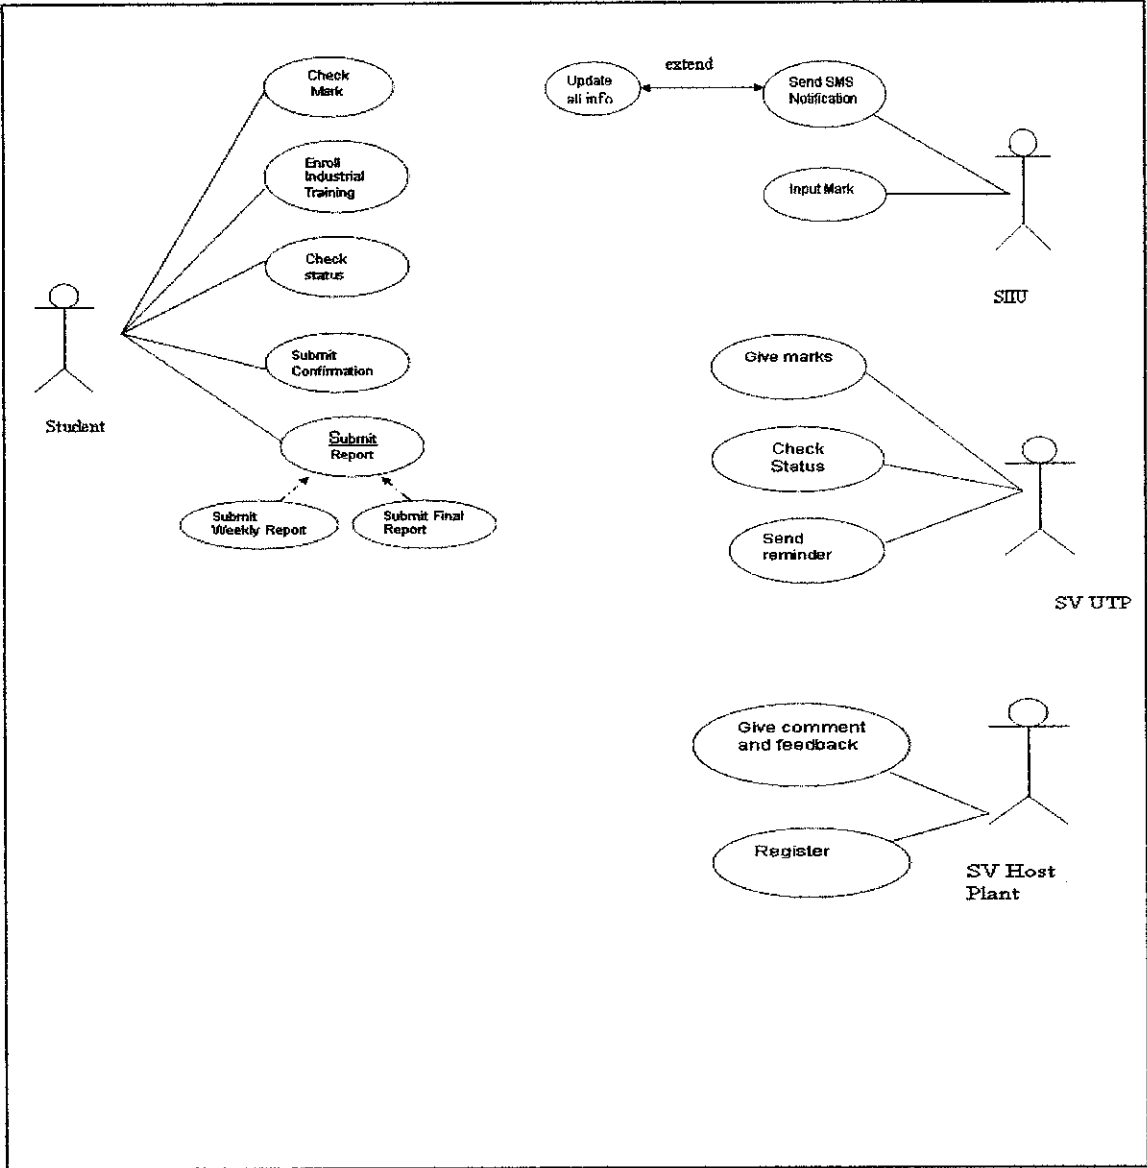 Check
Mark
Enroll
Industrial
Training
Check
status
Submit
Confirmation
Submit
Report
Submit
Weekly Report
Submit Final
Report
Student
Update
all info
extend
Send SMS
Notification
Input Mark
SIIU
Give marks
Check
Status
Send
reminder
SV UTP
Give comment
and feedback
Register
SV Host
Plant